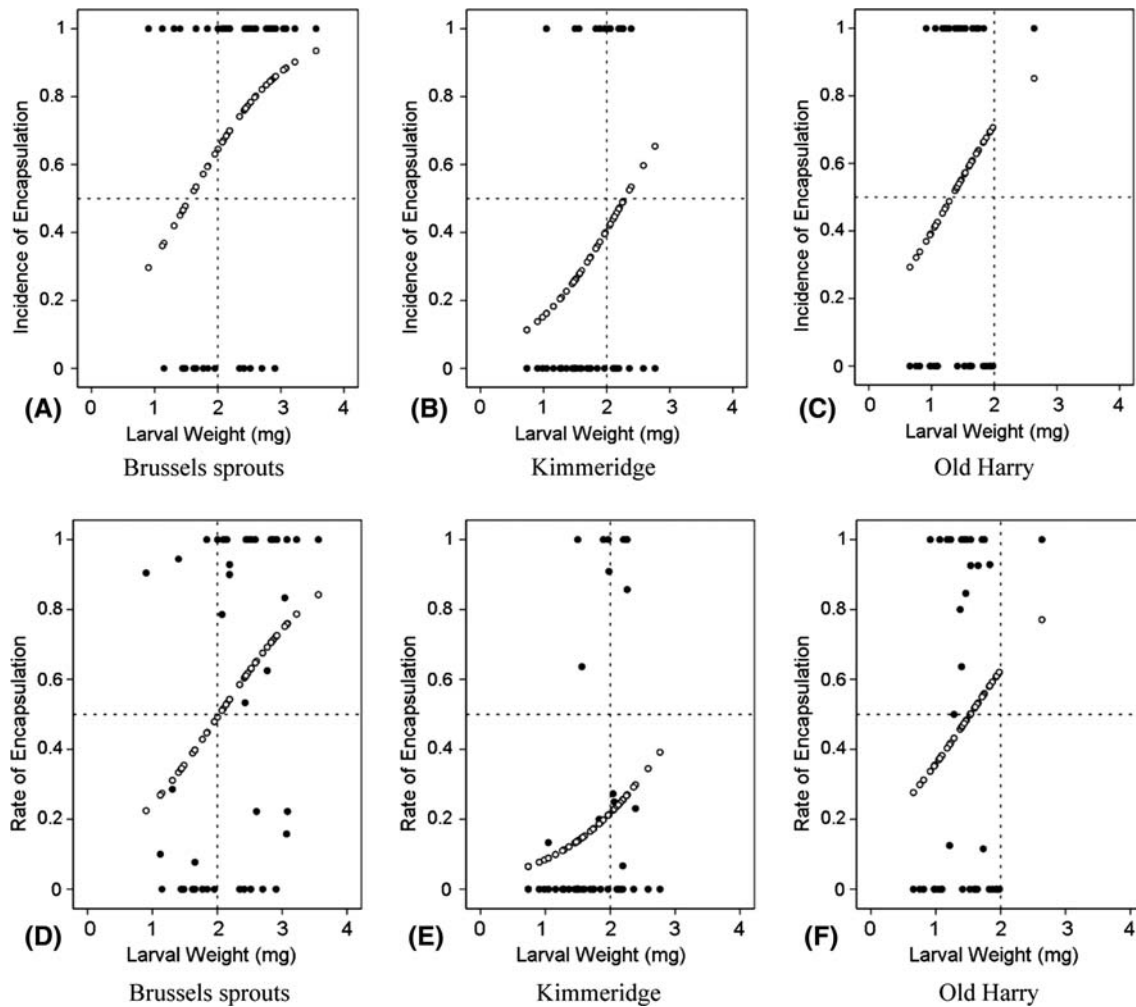 Incidence of Encapsulation
1
0.8
0.6
0.4
0.2
0
0 1 2 3 4
(A)
Larval Weight (mg)
Brussels sprouts
Incidence of Encapsulation
1
0.8
0.6
0.4
0.2
0
0 1 2 3 4
(B)
Larval Weight (mg)
Kimmeridge
Incidence of Encapsulation
1
0.8
0.6
0.4
0.2
0
0 1 2 3 4
(C)
Larval Weight (mg)
Old Harry
Rate of Encapsulation
1
0.8
0.6
0.4
0.2
0
0 1 2 3 4
(D)
Larval Weight (mg)
Brussels sprouts
Rate of Encapsulation
1
0.8
0.6
0.4
0.2
0
0 1 2 3 4
(E)
Larval Weight (mg)
Kimmeridge
Rate of Encapsulation
1
0.8
0.6
0.4
0.2
0
0 1 2 3 4
(F)
Larval Weight (mg)
Old Harry